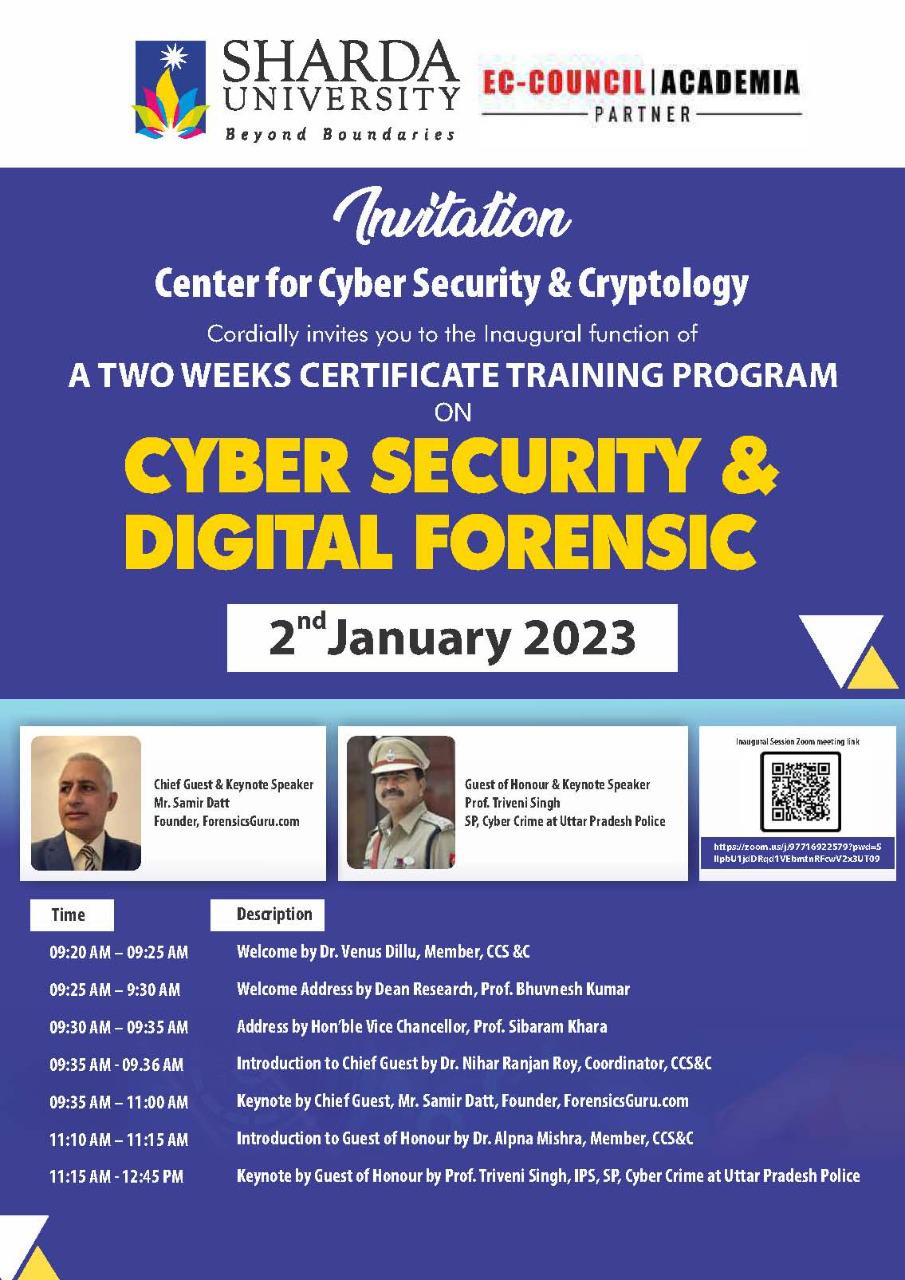 SHARDA
UNIVERSITY
Beyond Boundaries
EC-COUNCIL | ACADEMIA
PARTNER
Invitation
Center for Cyber Security & Cryptology
Cordially invites you to the Inaugural function of
A TWO WEEKS CERTIFICATE TRAINING PROGRAM
ON
CYBER SECURITY &
DIGITAL FORENSIC
2nd January 2023
Chief Guest & Keynote Speaker
Mr. Samir Datt
Founder, ForensicsGuru.com
Guest of Honour & Keynote Speaker
Prof. Triveni Singh
SP, Cyber Crime at Uttar Pradesh Police
Inaugural Session Zoom meeting link
https://zoom.us/j/97716922579?pwd=5
Time Description
09:20 AM – 09:25 AM Welcome by Dr. Venus Dillu, Member, CCS &C
09:25 AM – 9:30 AM Welcome Address by Dean Research, Prof. Bhuvnesh Kumar
09:30 AM – 09:35 AM Address by Hon'ble Vice Chancellor, Prof. Sibaram Khara
09:35 AM - 09.36 AM Introduction to Chief Guest by Dr. Nihar Ranjan Roy, Coordinator, CCS&C
09:35 AM – 11:00 AM Keynote by Chief Guest, Mr. Samir Datt, Founder, ForensicsGuru.com
11:10 AM – 11:15 AM Introduction to Guest of Honour by Dr. Alpna Mishra, Member, CCS&C
11:15 AM - 12:45 PM Keynote by Guest of Honour by Prof. Triveni Singh, IPS, SP, Cyber Crime at Uttar Pradesh Police